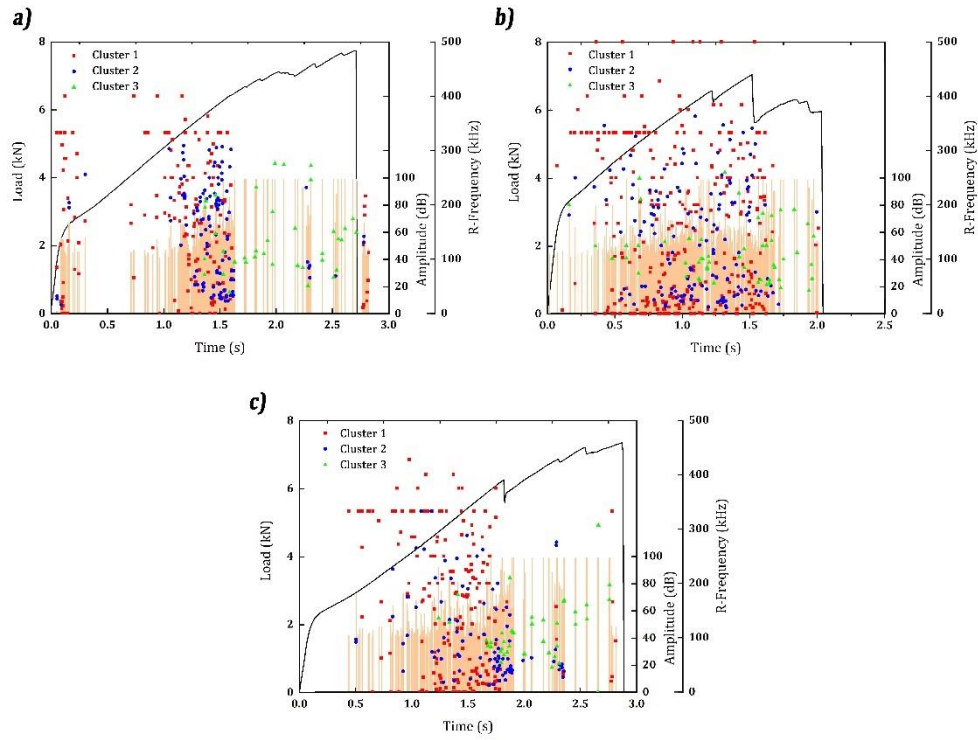 a)
Cluster 1
Cluster 2
Cluster 3
8
6
4
2
0
Load (kN)
0.0 0.5 1.0 1.5 2.0 2.5 3.0
Time (s)
100
80
60
40
20
0
Amplitude (dB)
500
400
300
200
100
0
R-Frequency (kHz)
b)
Cluster 1
Cluster 2
Cluster 3
8
6
4
2
0
Load (kN)
0.0 0.5 1.0 1.5 2.0 2.5
Time (s)
100
80
60
40
20
0
Amplitude (dB)
500
400
300
200
100
0
R-Frequency (kHz)
c)
Cluster 1
Cluster 2
Cluster 3
8
6
4
2
0
Load (kN)
0.0 0.5 1.0 1.5 2.0 2.5 3.0
Time (s)
100
80
60
40
20
0
Amplitude (dB)
500
400
300
200
100
0
R-Frequency (kHz)